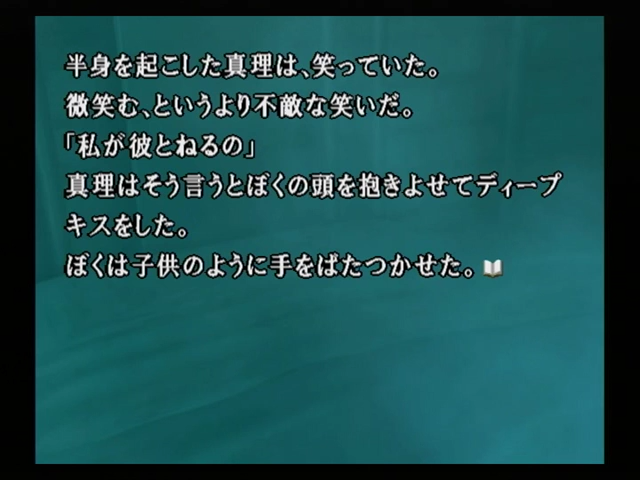 半身を起こした真理は、笑っていた。
微笑む、というより不敵な笑いだ。
「私が彼とねるの」
真理はそう言うとぼくの頭を抱きよせてディープ
キスをした。
ぼくは子供のように手をばたつかせた。